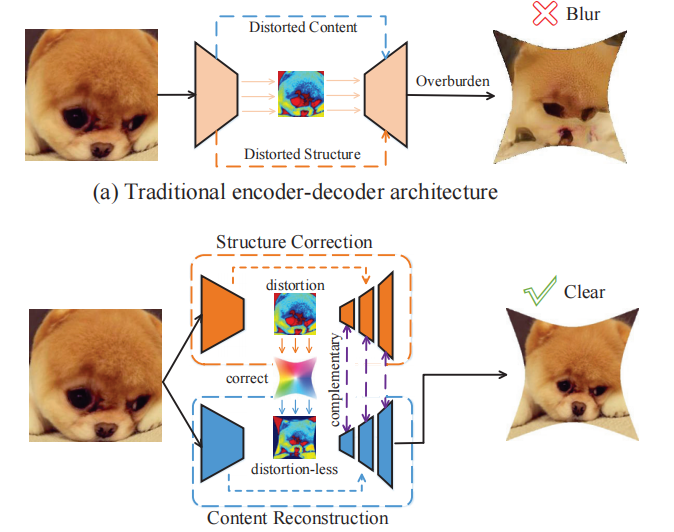 Distorted Content
Blur
Overburden
Distorted Structure
(a) Traditional encoder-decoder architecture
Structure Correction
distortion
Clear
correct
complementary
distortion-less
Content Reconstruction